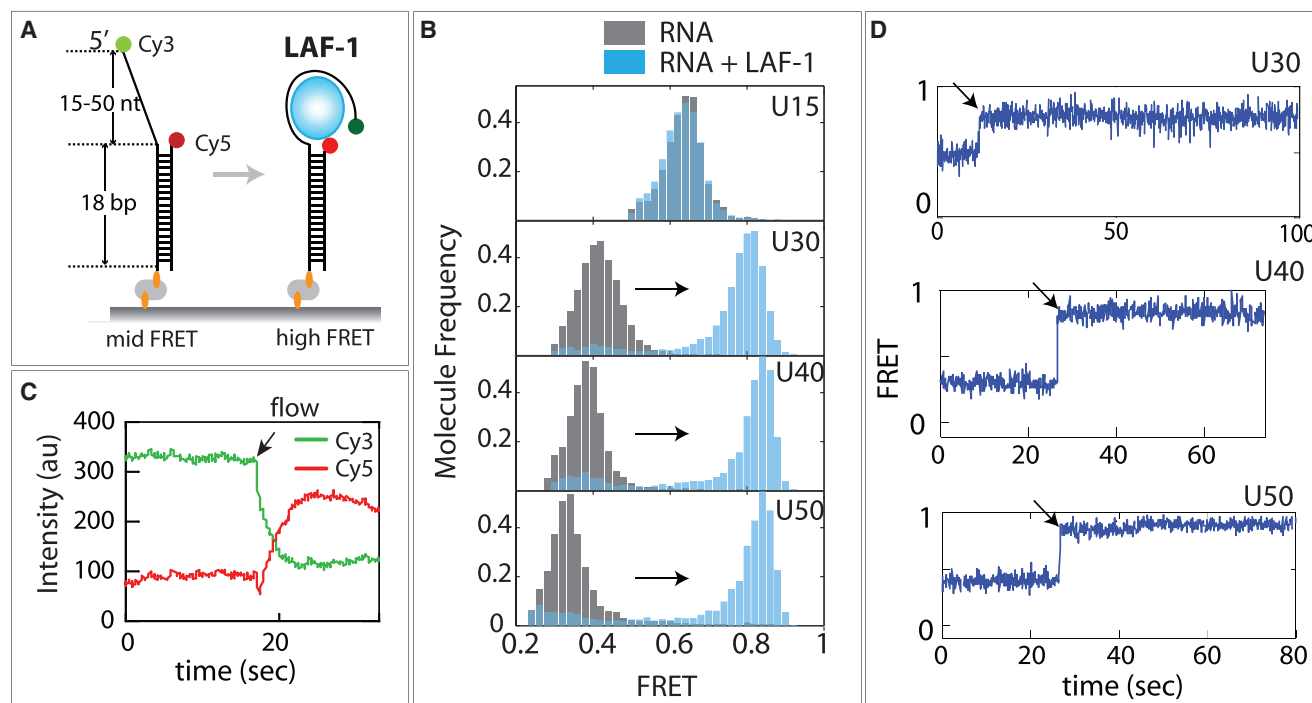 A
5′
Cy3
LAF-1
15-50 nt
Cy5
18 bp
mid FRET
high FRET
B
RNA
RNA + LAF-1
U15
0.4
0.2
U30
0.4
0.2
U40
0.4
0.2
U50
0.4
0.2
0
0.2
0.4
0.6
0.8
1
Molecule Frequency
FRET
C
flow
Cy3
Cy5
400
300
200
100
0
0
20
Intensity (au)
time (sec)
D
U30
1
0
0
50
100
U40
1
0
0
20
40
60
FRET
U50
1
0
0
20
40
60
80
time (sec)